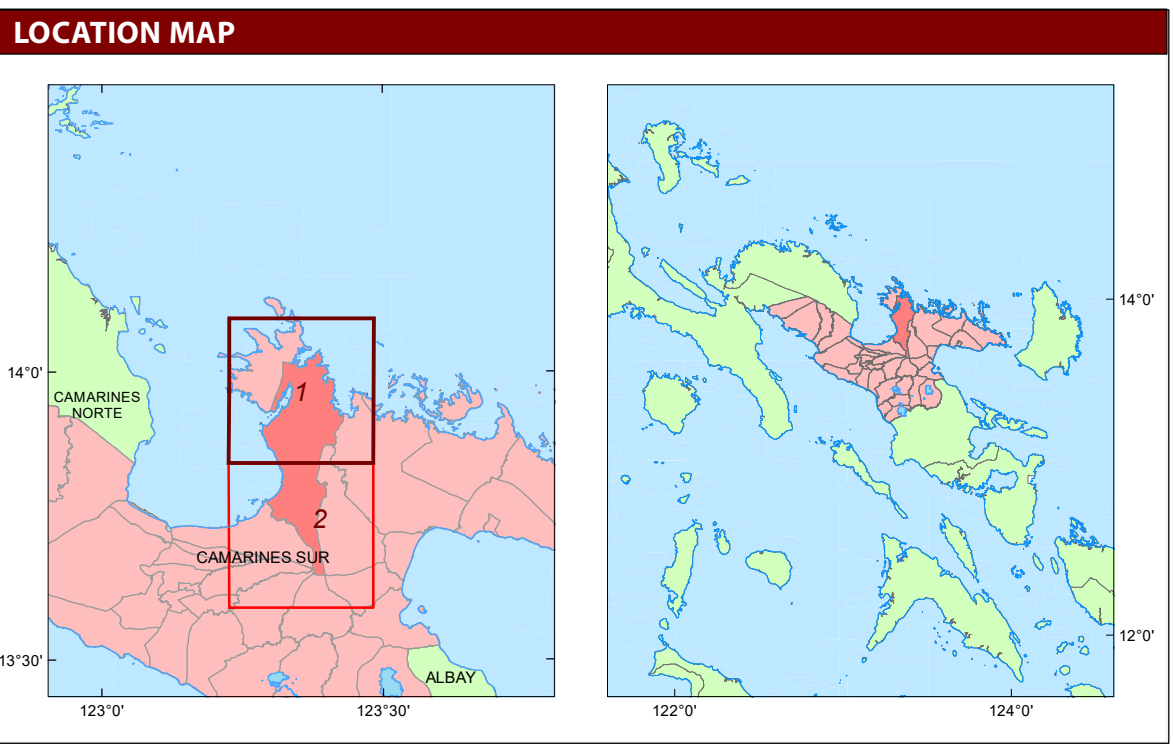 LOCATION MAP
14°0'
CAMARINES
NORTE
1
2
CAMARINES SUR
13°30'
ALBAY
123°0'
123°30'
14°0'
12°0'
122°0'
124°0'